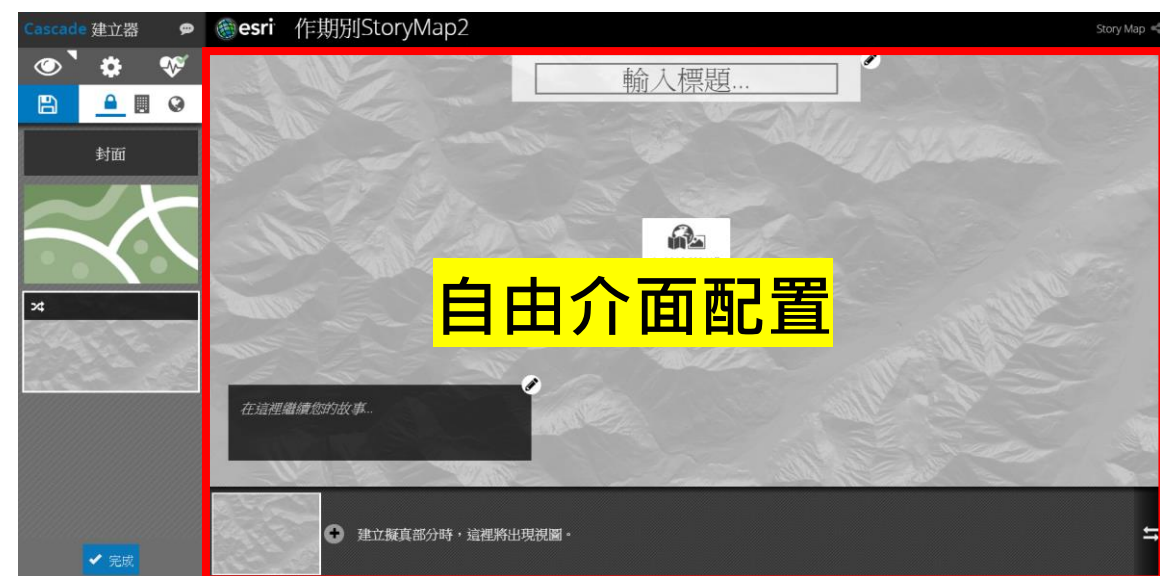 Cascade 建立器
esri 作期別StoryMap2
Story Map
輸入標題...
封面
自由介面配置
在這裡繼續您的故事...
建立擬真部分時，這裡將出現視圖。
完成